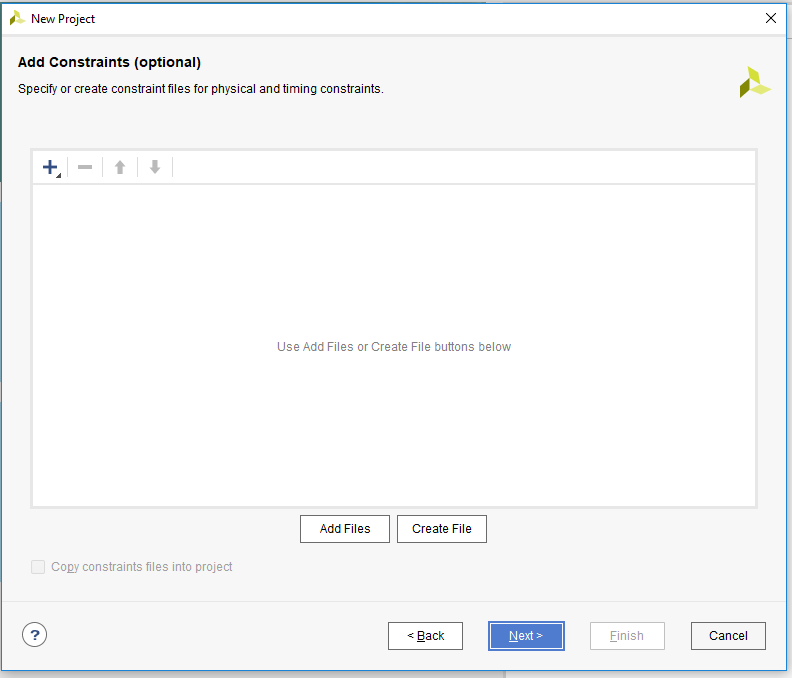 New Project
Add Constraints (optional)
Specify or create constraint files for physical and timing constraints.
Use Add Files or Create File buttons below
Add Files
Create File
Copy constraints files into project
?
< Back
Next >
Finish
Cancel